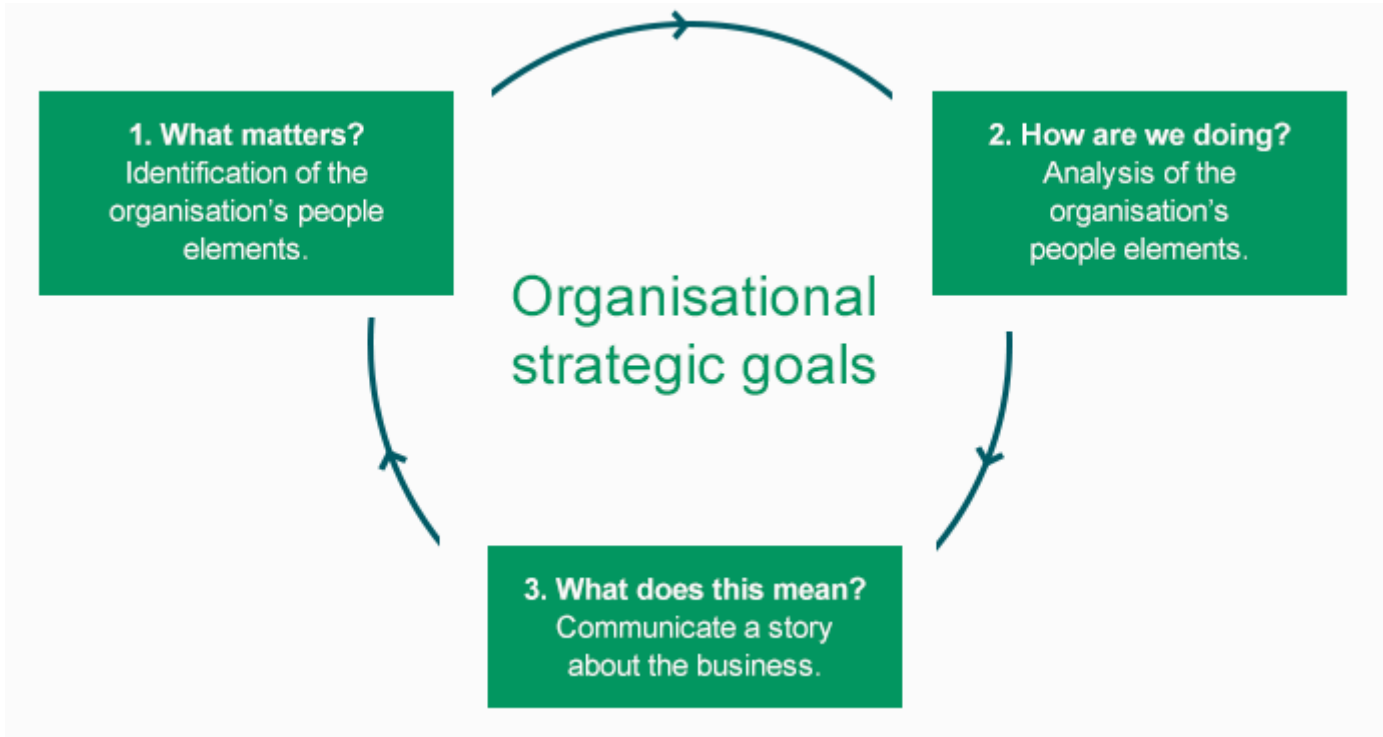 1. What matters?
Identification of the
organisation's people
elements.
2. How are we doing?
Analysis of the
organisation's
people elements.
Organisational
strategic goals
3. What does this mean?
Communicate a story
about the business.